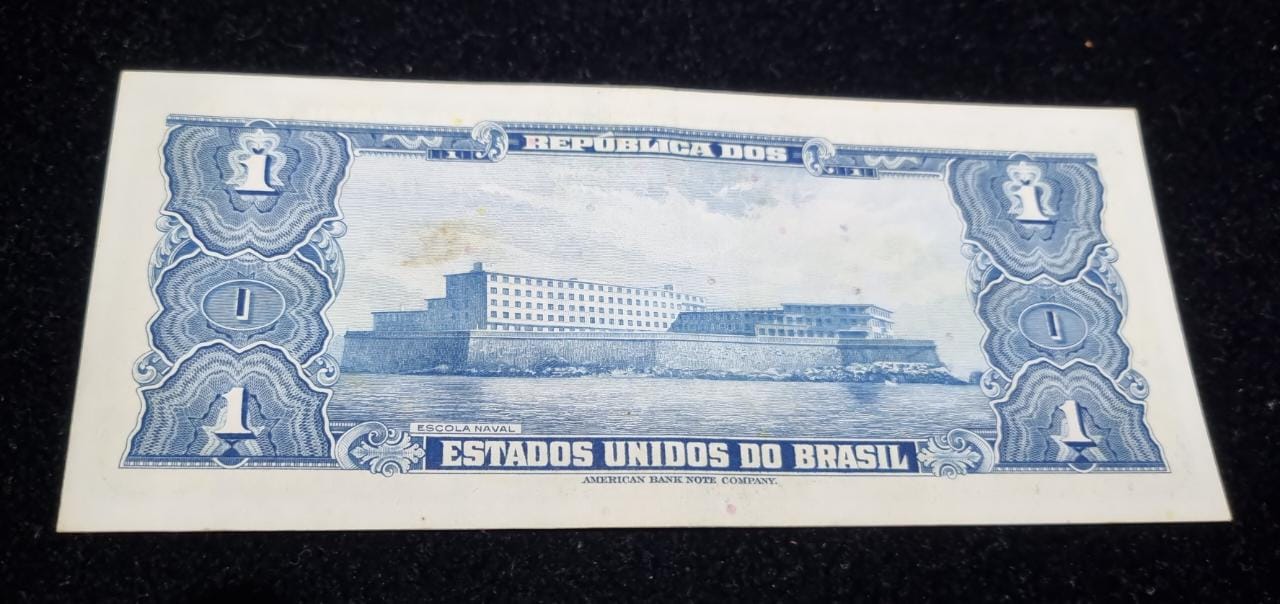 REPÚBLICA DOS
1 1
1 1
1 1
1 1
ESCOLA NAVAL
ESTADOS UNIDOS DO BRASIL
AMERICAN BANK NOTE COMPANY.